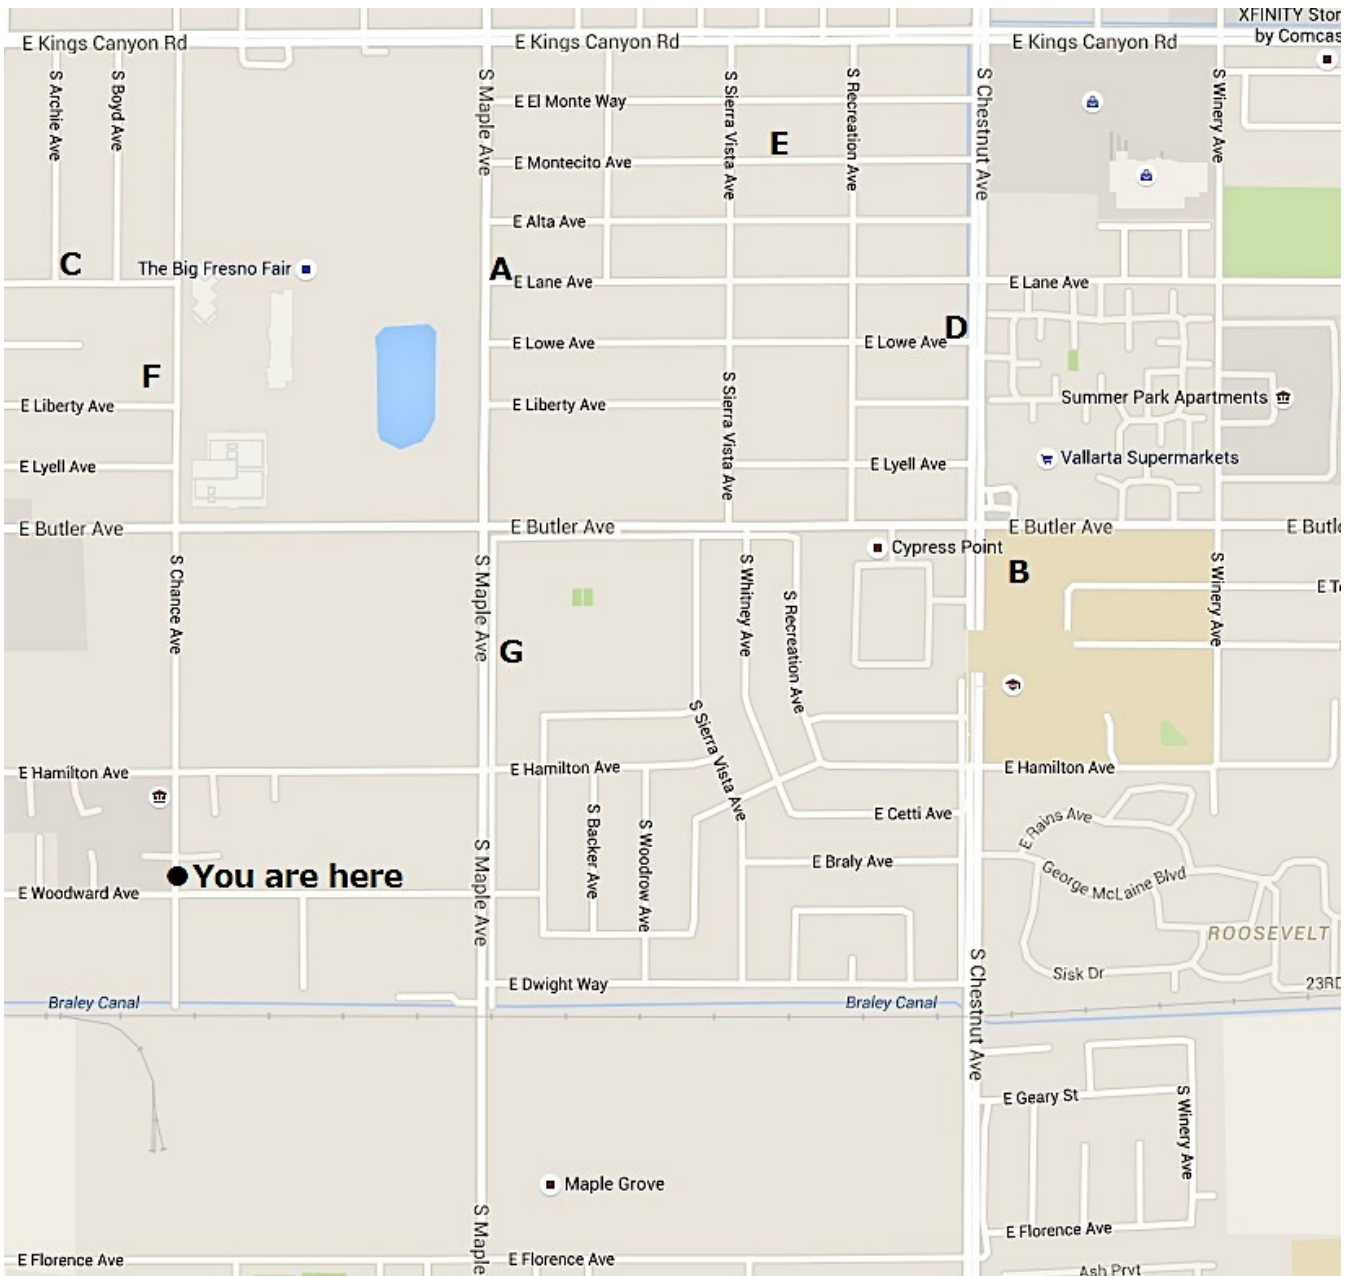 XFINITY Stor
by Comcas
E Kings Canyon Rd
E Kings Canyon Rd
E Kings Canyon Rd
S Archie Ave
S Boyd Ave
S Maple Ave
S Sierra Vista Ave
S Recreation Ave
S Chestnut Ave
S Winery Ave
E El Monte Way
E
E Montecito Ave
E Alta Ave
C
The Big Fresno Fair
A
E Lane Ave
E Lane Ave
D
E Lowe Ave
E Lowe Ave
F
S Sierra Vista Ave
E Liberty Ave
E Liberty Ave
Summer Park Apartments
E Lyell Ave
E Lyell Ave
Vallarta Supermarkets
E Butler Ave
E Butler Ave
E Butler Ave
E Butl
Cypress Point
B
S Chance Ave
S Maple Ave
S Whitney Ave
S Recreation Ave
S Winery Ave
E T
G
S Sierra Vista Ave
E Hamilton Ave
E Hamilton Ave
E Hamilton Ave
S Backer Ave
S Woodrow Ave
E Cetti Ave
E Rains Ave
S Maple Ave
E Braly Ave
George McLaine Blvd
You are here
E Woodward Ave
ROOSEVELT
S Chestnut Ave
Sisk Dr
E Dwight Way
23RD
Braley Canal
Braley Canal
E Geary St
S Winery Ave
Maple Grove
S Maple
E Florence Ave
E Florence Ave
E Florence Ave
Ash Prvt